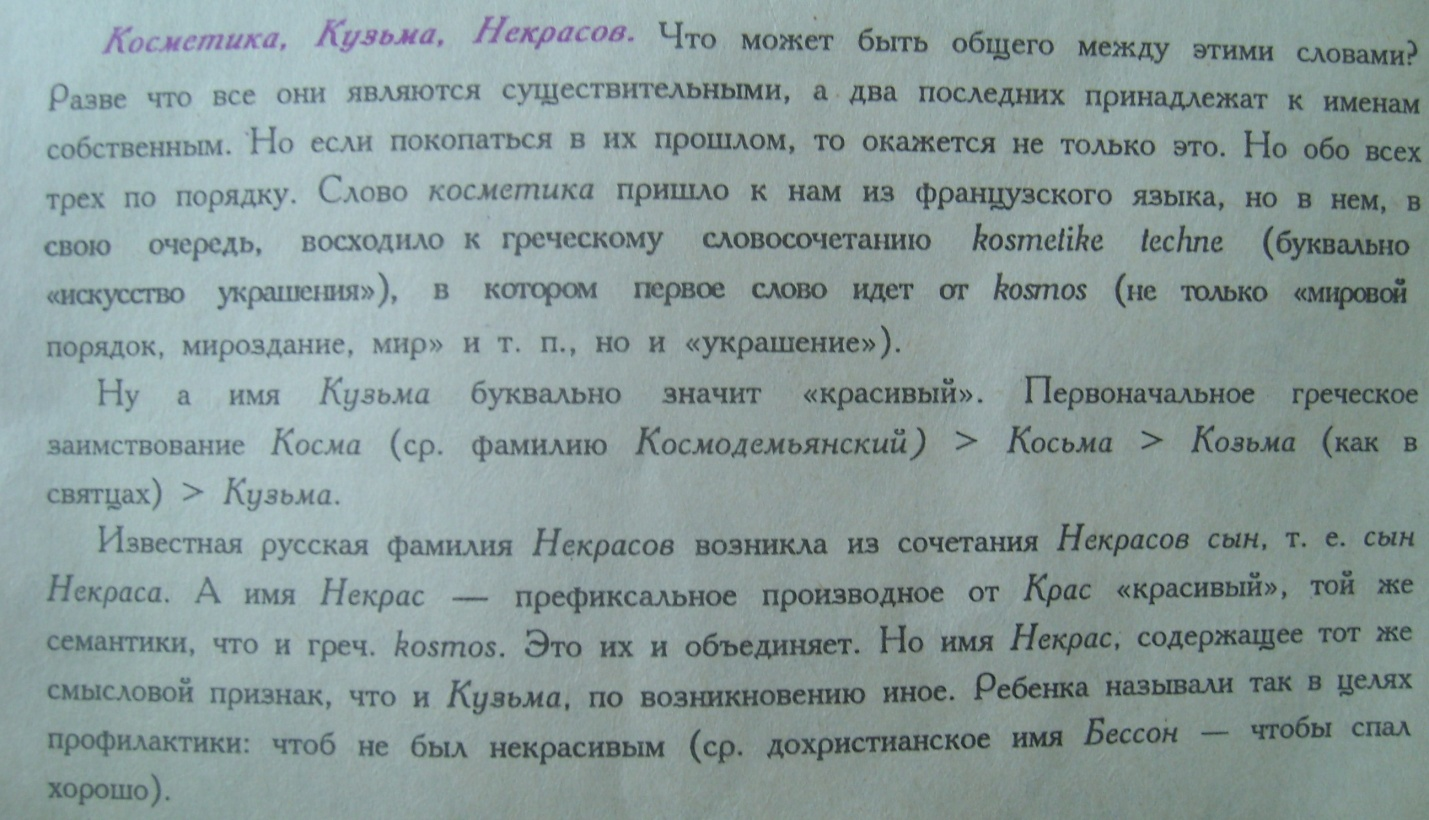 Косметика, Кузьма, Некрасов. Что может быть общего между этими словами?
Разве что все они являются существительными, а два последних принадлежат к именам
собственным. Но если покопаться в их прошлом, то окажется не только это. Но обо всех
трех по порядку. Слово косметика пришло к нам из французского языка, но в нем, в
свою очередь, восходило к греческому словосочетанию kosmetike techne (буквально
«искусство украшения»), в котором первое слово идет от kosmos (не только «мировой
порядок, мироздание, мир» и т. п., но и «украшение»).
Ну а имя Кузьма буквально значит «красивый». Первоначальное греческое
заимствование Косма (ср. фамилию Космодемьянский) > Косьма > Козьма (как в
святцах) > Кузьма.
Известная русская фамилия Некрасов возникла из сочетания Некрасов сын, т. е. сын
Некраса. А имя Некрас — префиксальное производное от Крас «красивый», той же
семантики, что и греч. kosmos. Это их и объединяет. Но имя Некрас, содержащее тот же
смысловой признак, что и Кузьма, по возникновению иное. Ребенка называли так в целях
профилактики: чтоб не был некрасивым (ср. дохристианское имя Бессон — чтобы спал
хорошо).